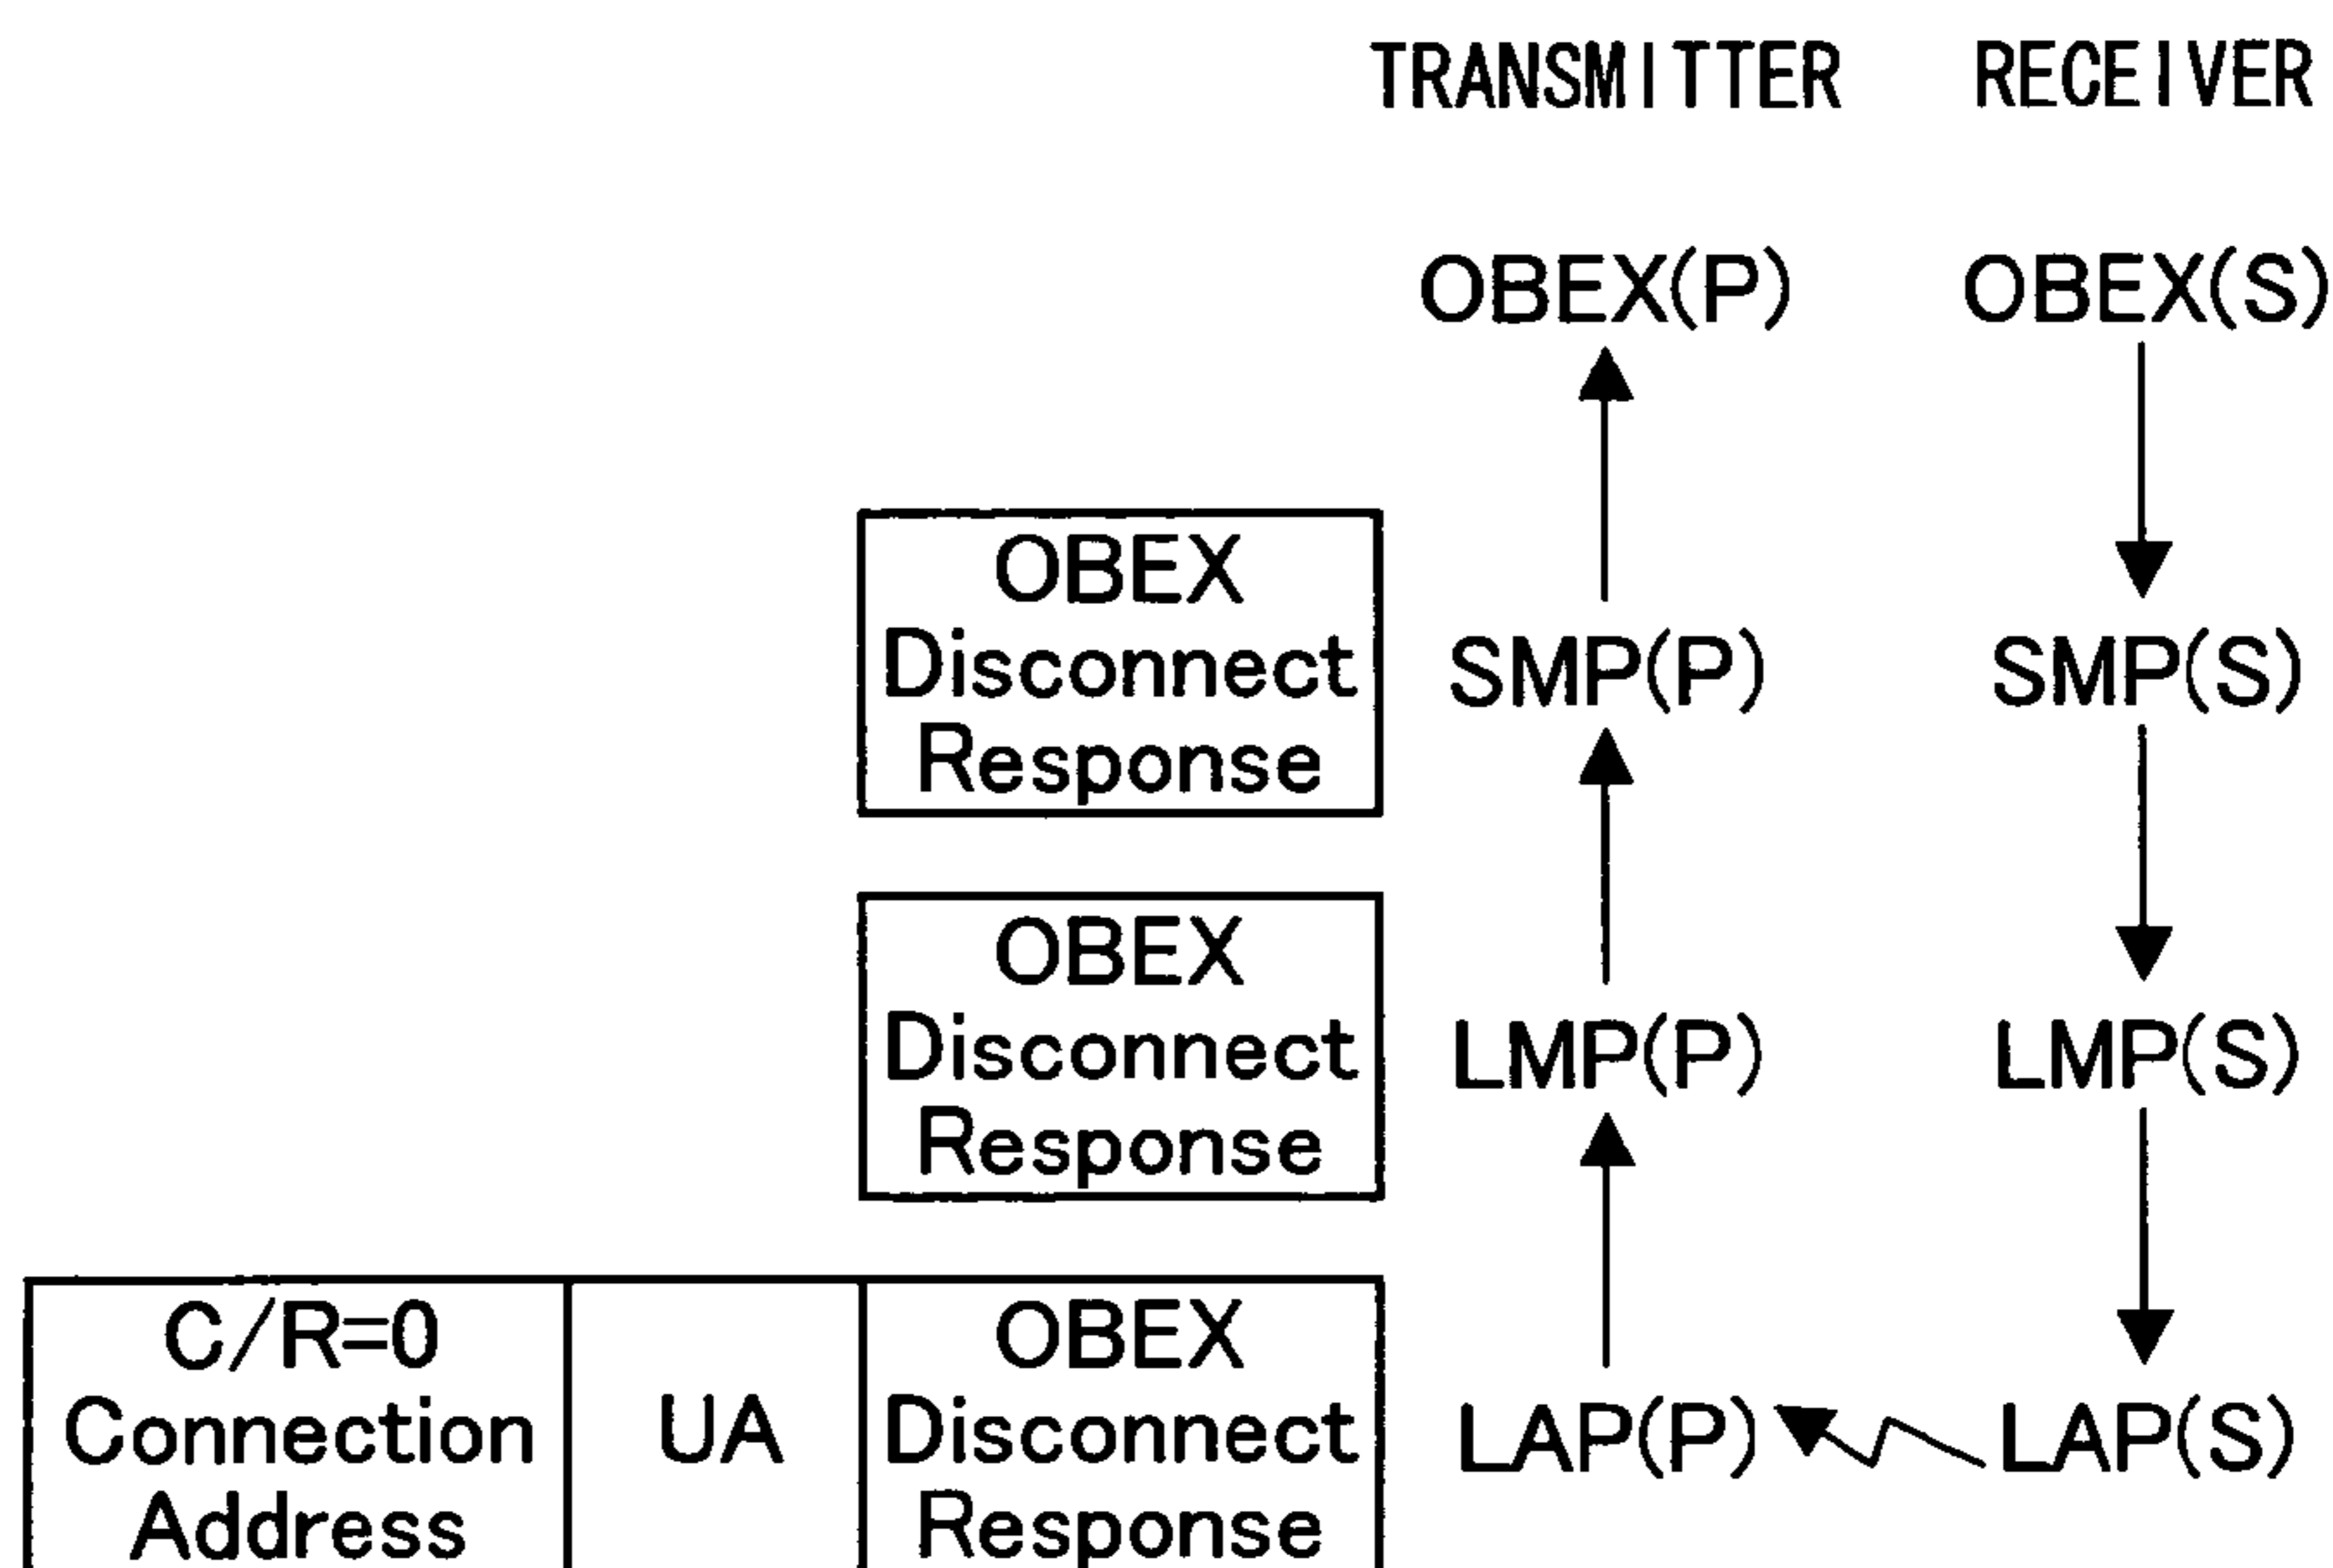 TRANSMITTER RECEIVER
OBEX(P) OBEX(S)
OBEX
Disconnect
Response
SMP(P) SMP(S)
OBEX
Disconnect
Response
LMP(P) LMP(S)
C/R=0
Connection
Address
UA
OBEX
Disconnect
Response
LAP(P) LAP(S)